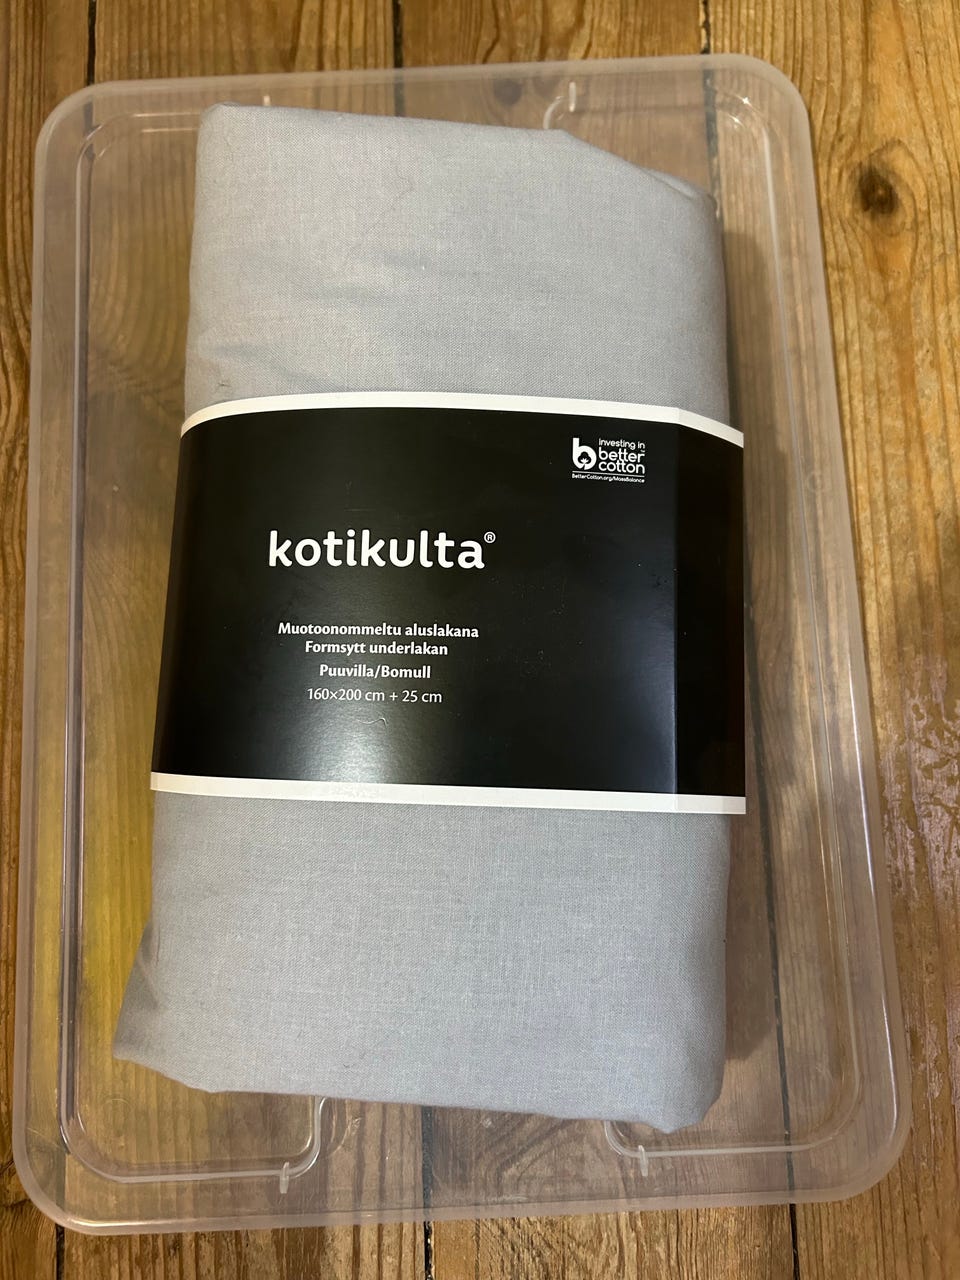 investing in
better
cotton
BetterCotton.org/MassBalance
kotikulta®
Muotoonommeltu aluslakana
Formsytt underlakan
Puuvilla/Bomull
160×200 cm + 25 cm